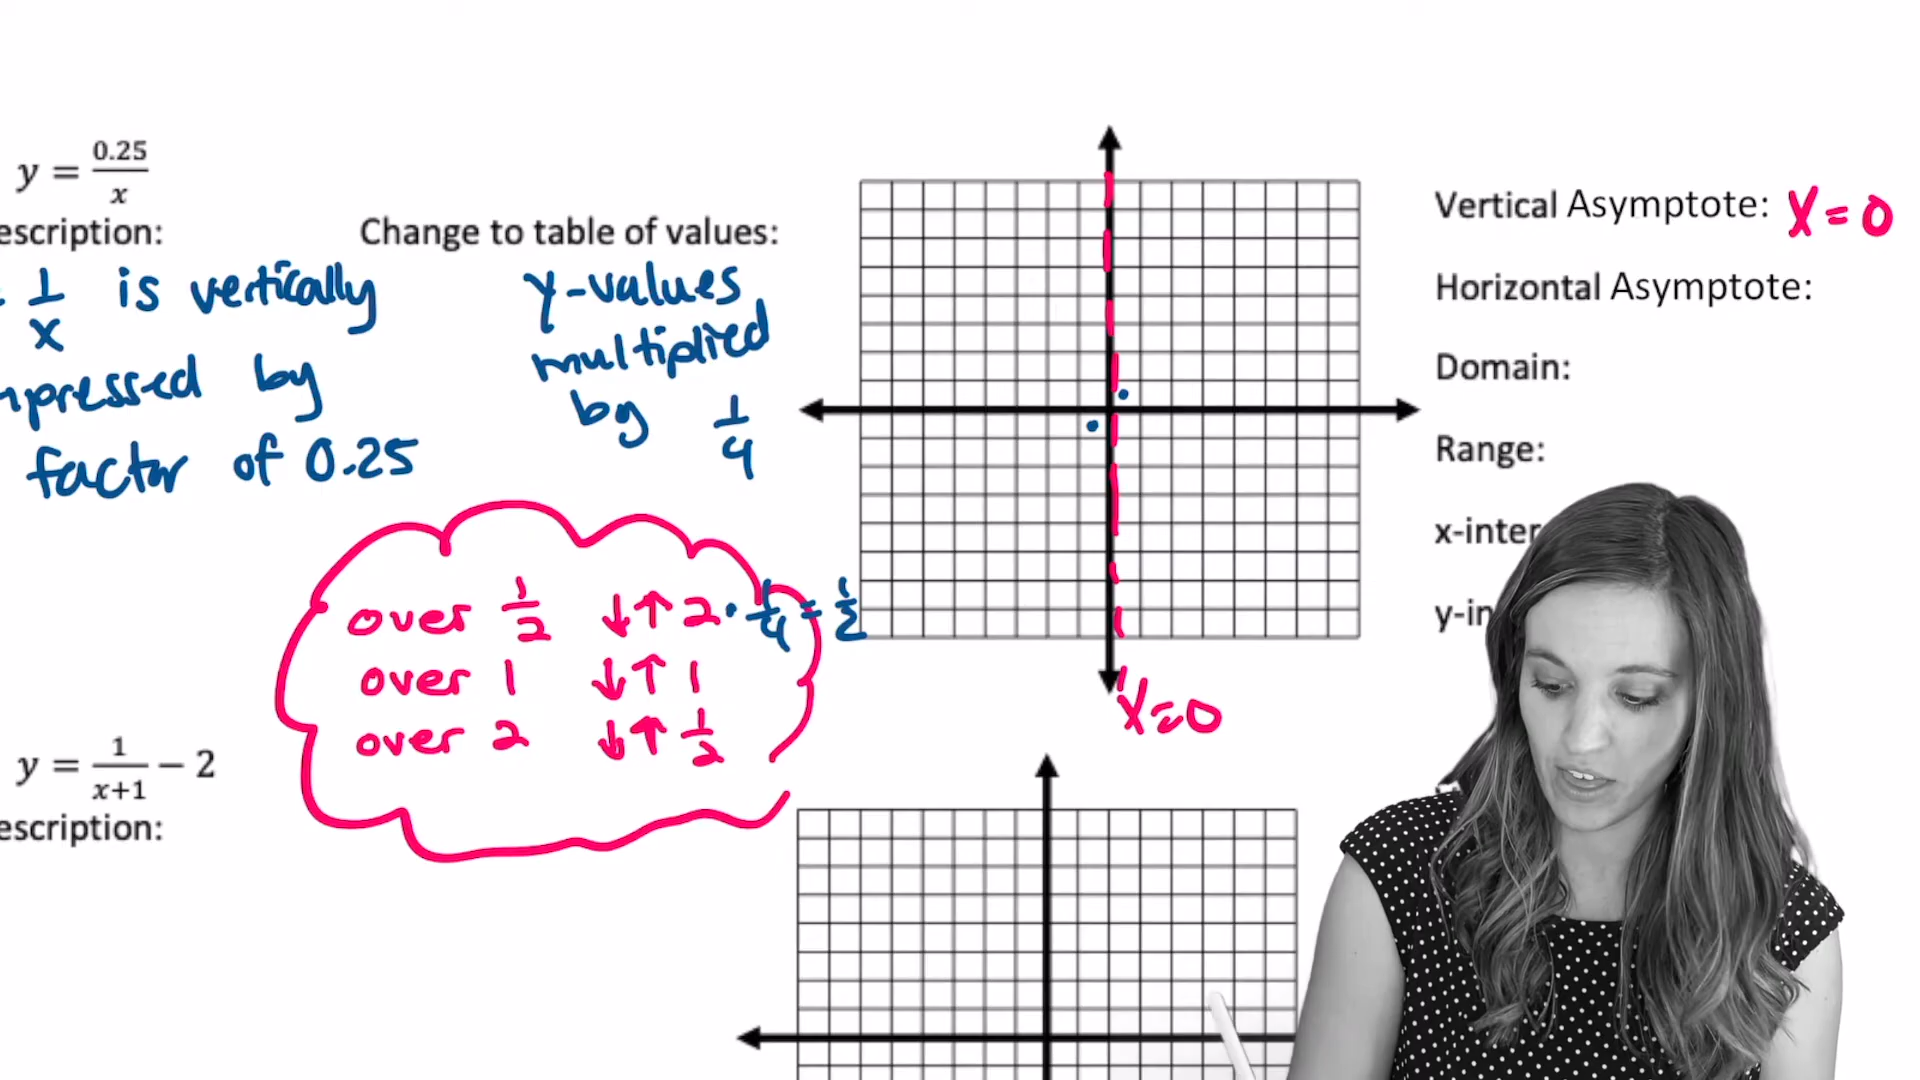 y = 0.25/x
escription:
1/x is vertically
mpressed by
factor of 0.25
Change to table of values:
y-values
multiplied
by 1/4
over 1/2 ↓↑ 2 · 1/4 = 1/2
over 1 ↓↑ 1
over 2 ↓↑ 1/2
x=0
Vertical Asymptote: x=0
Horizontal Asymptote:
Domain:
Range:
x-inter
y-in
y = 1/(x+1) − 2
escription: